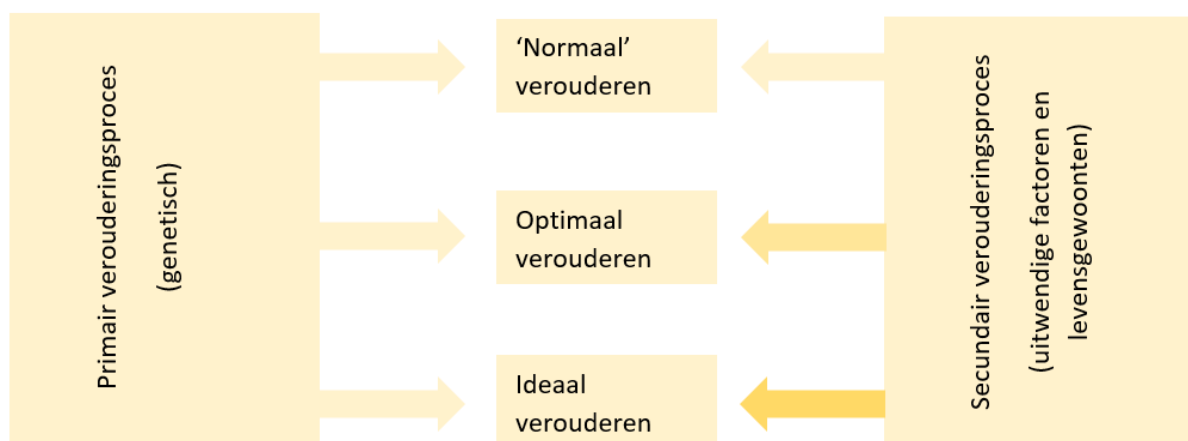 Primair verouderingsproces
(genetisch)
‘Normaal’
verouderen
Optimaal
verouderen
Ideaal
verouderen
Secundair verouderingsproces
(uitwendige factoren en
levensgewoonten)